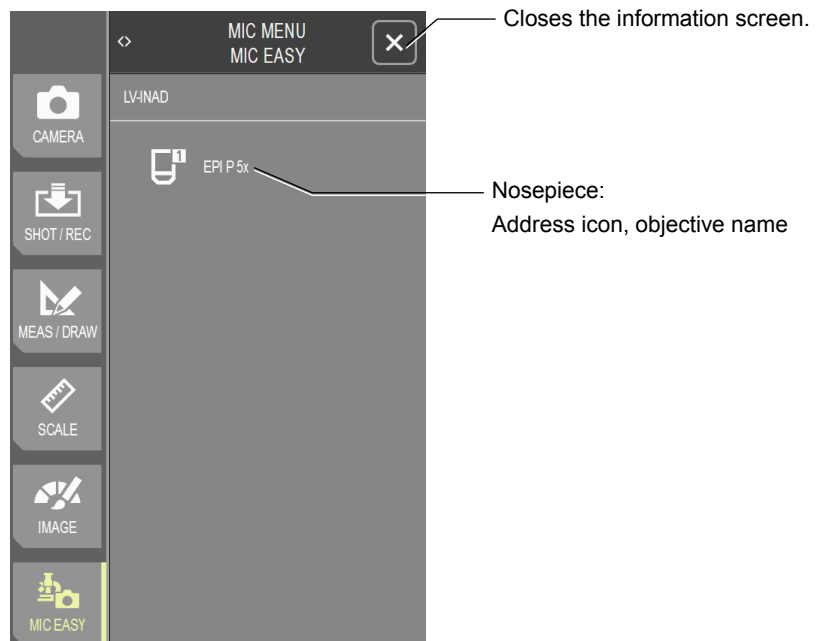 Closes the information screen.
MIC MENU
MIC EASY
LV-INAD
CAMERA
1
EPI P 5x
Nosepiece:
Address icon, objective name
SHOT / REC
MEAS / DRAW
SCALE
IMAGE
MIC EASY